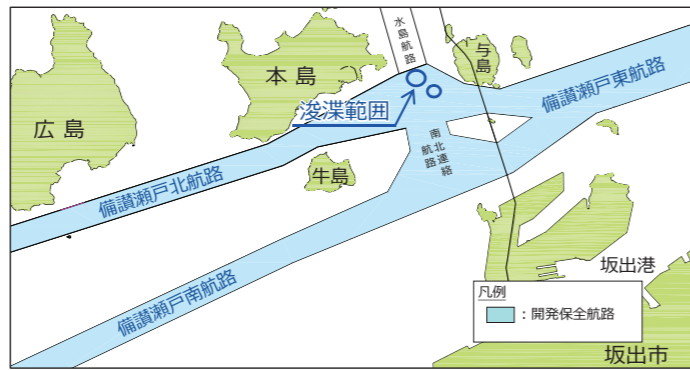 水島航路
与島
本島
備讃瀬戸東航路
浚渫範囲
広島
南北連絡
航路
牛島
備讃瀬戸北航路
備讃瀬戸南航路
坂出港
凡例
：開発保全航路
坂出市